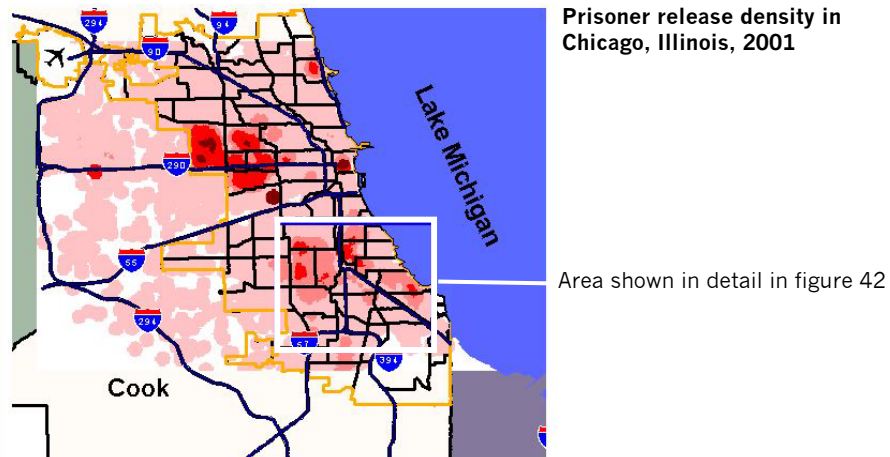 Prisoner release density in
Chicago, Illinois, 2001
294
94
90
Lake Michigan
290
55
Area shown in detail in figure 42
294
57
394
Cook